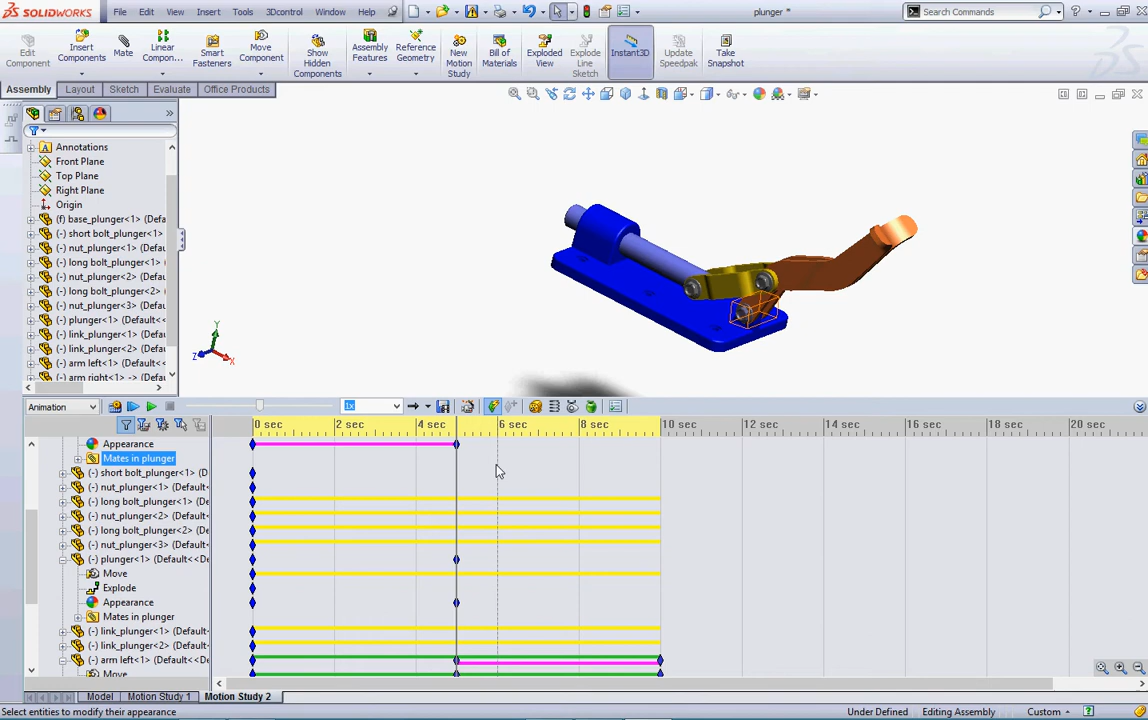 SOLIDWORKS File Edit View Insert Tools 3Dcontrol Window Help plunger * Search Commands
Edit Component
Insert Components
Mate
Linear Compon...
Smart Fasteners
Move Component
Show Hidden Components
Assembly Features
Reference Geometry
New Motion Study
Bill of Materials
Exploded View
Explode Line Sketch
Instant3D
Update Speedpak
Take Snapshot
Assembly Layout Sketch Evaluate Office Products
Annotations
Front Plane
Top Plane
Right Plane
Origin
(f) base_plunger<1> (Defa
(-) short bolt_plunger<1>
(-) nut_plunger<1> (Defau
(-) long bolt_plunger<1>
(-) nut_plunger<2> (Defau
(-) long bolt_plunger<2>
(-) nut_plunger<3> (Defau
(-) plunger<1> (Default<
(-) link_plunger<1> (Defa
(-) link_plunger<2> (Defa
(-) arm left<1> (Default<
(-) arm right<1> -> (Defa
Y
Z
X
Animation 1x
0 sec 2 sec 4 sec 6 sec 8 sec 10 sec 12 sec 14 sec 16 sec 18 sec 20 sec
Appearance
Mates in plunger
(-) short bolt_plunger<1> (D
(-) nut_plunger<1> (Default<
(-) long bolt_plunger<1> (De
(-) nut_plunger<2> (Default<
(-) long bolt_plunger<2> (De
(-) nut_plunger<3> (Default<
(-) plunger<1> (Default<<De
Move
Explode
Appearance
Mates in plunger
(-) link_plunger<1> (Default<
(-) link_plunger<2> (Default<
(-) arm left<1> (Default<<De
Move
Model Motion Study 1 Motion Study 2
Select entities to modify their appearance Under Defined Editing Assembly Custom